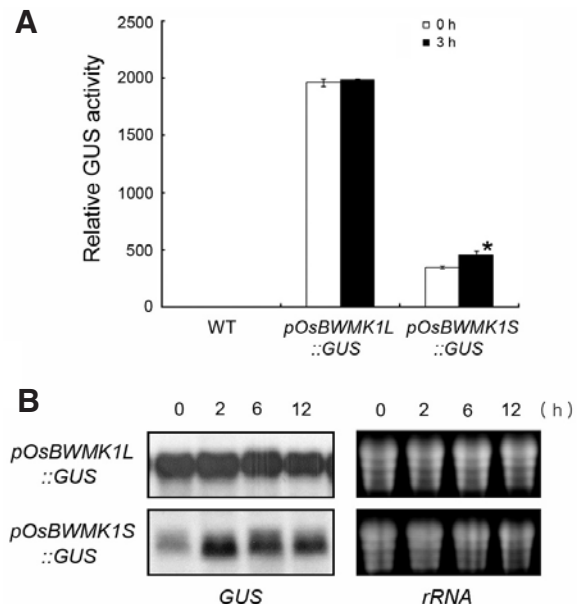 A
0 h
3 h
Relative GUS activity
2500
2000
1500
1000
500
0
WT
pOsBWMK1L
::GUS
pOsBWMK1S
::GUS
*
B
0 2 6 12 0 2 6 12 (h)
pOsBWMK1L
::GUS
pOsBWMK1S
::GUS
GUS rRNA